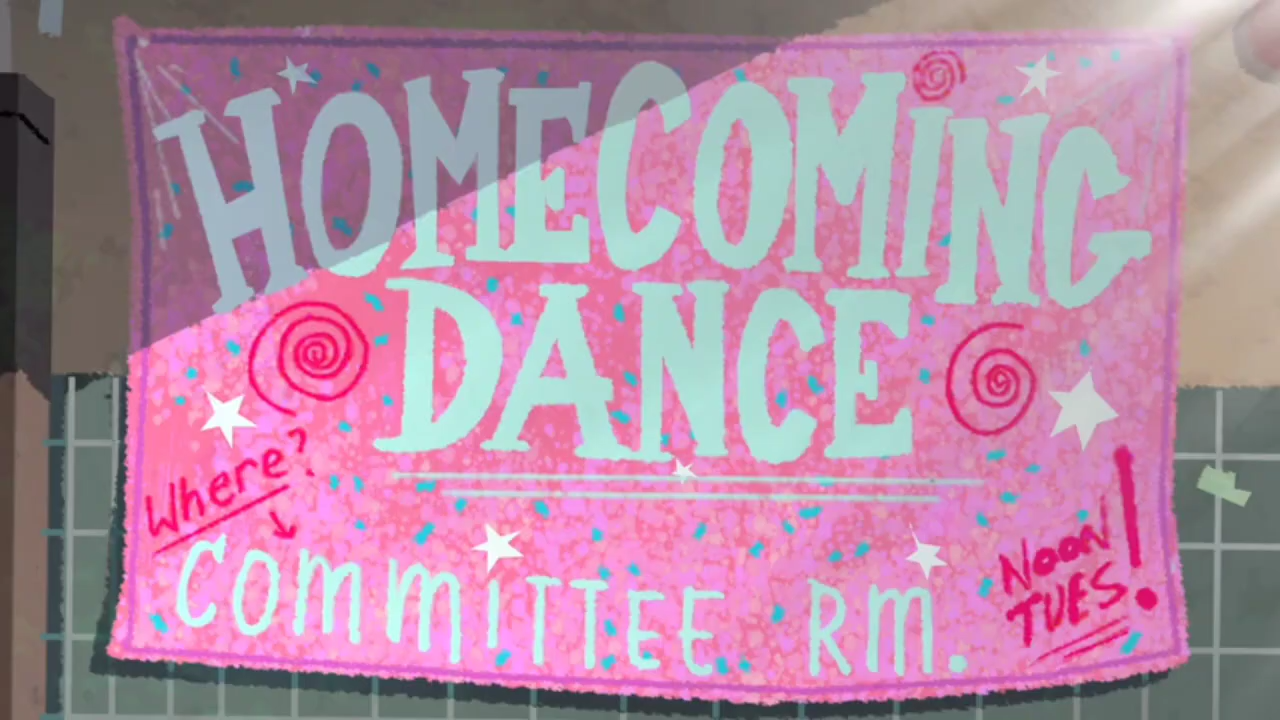 HOMECOMiNG
DANCE
Where?
COMMITTEE RM.
Noon
TUES!